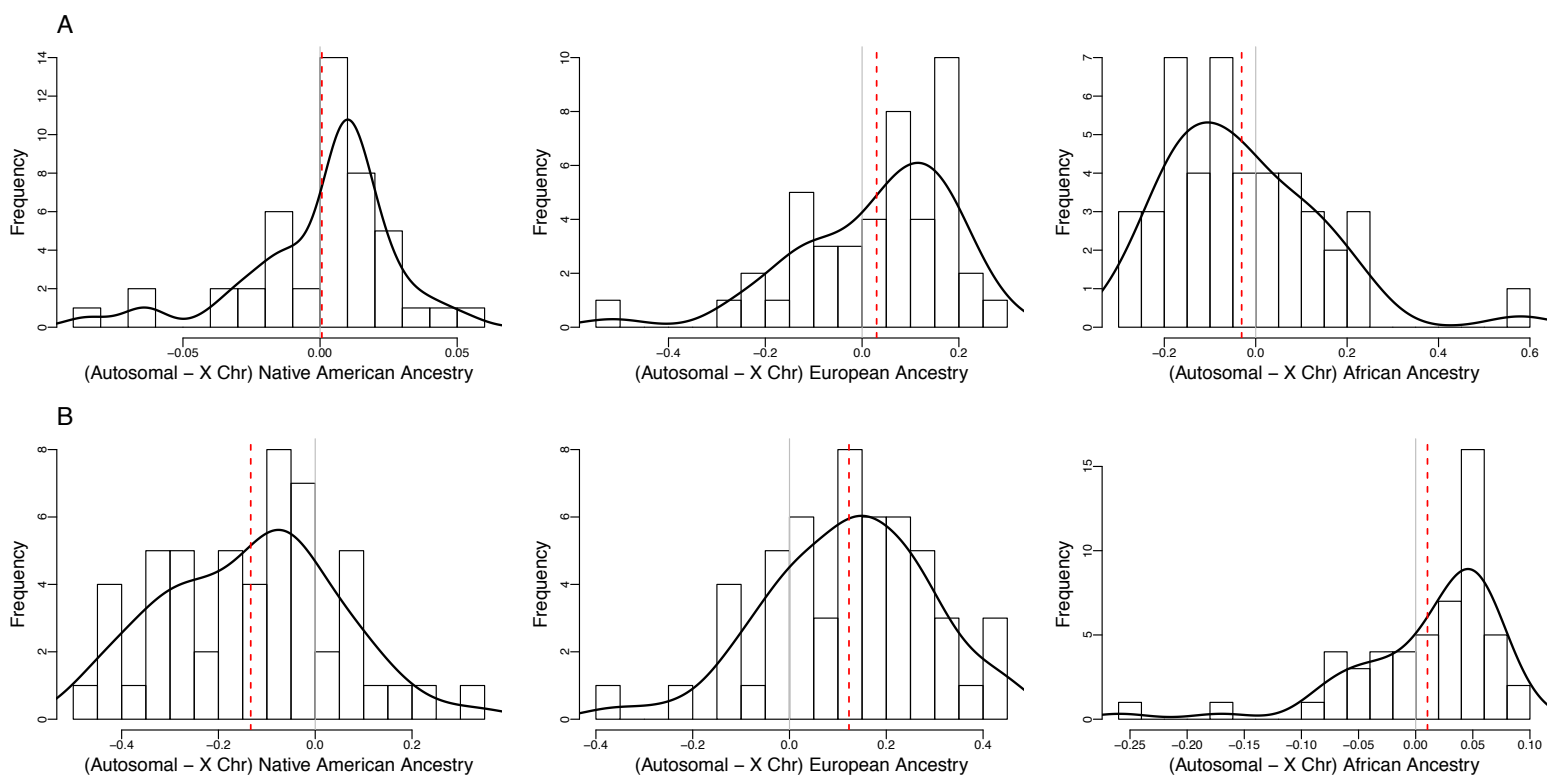 A
Frequency
0 2 4 6 8 10 12 14
−0.05 0.00 0.05
(Autosomal − X Chr) Native American Ancestry
Frequency
0 2 4 6 8 10
−0.4 −0.2 0.0 0.2
(Autosomal − X Chr) European Ancestry
Frequency
0 1 2 3 4 5 6 7
−0.2 0.0 0.2 0.4 0.6
(Autosomal − X Chr) African Ancestry
B
Frequency
0 2 4 6 8
−0.4 −0.2 0.0 0.2
(Autosomal − X Chr) Native American Ancestry
Frequency
0 2 4 6 8
−0.4 −0.2 0.0 0.2 0.4
(Autosomal − X Chr) European Ancestry
Frequency
0 5 10 15
−0.25 −0.20 −0.15 −0.10 −0.05 0.00 0.05 0.10
(Autosomal − X Chr) African Ancestry